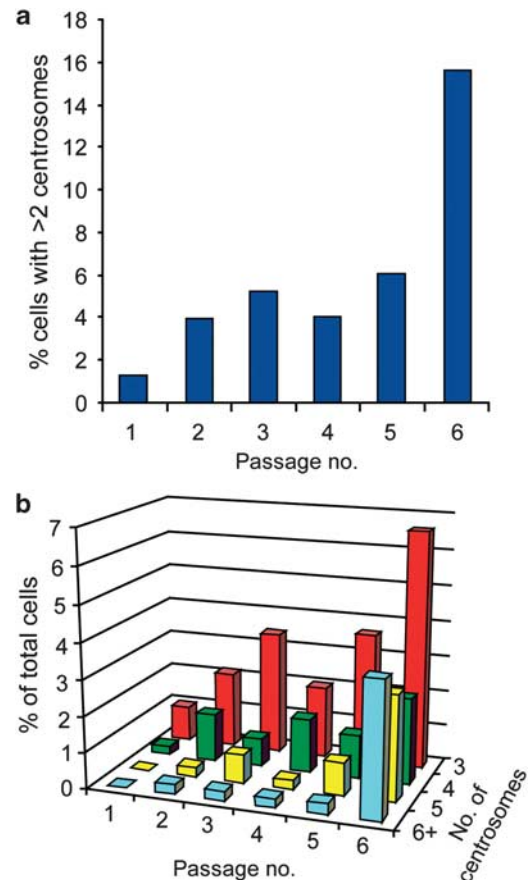 a
% cells with >2 centrosomes
18
16
14
12
10
8
6
4
2
0
1 2 3 4 5 6
Passage no.
b
% of total cells
7
6
5
4
3
2
1
0
1 2 3 4 5 6
Passage no.
3
4
5
6+
No. of
centrosomes